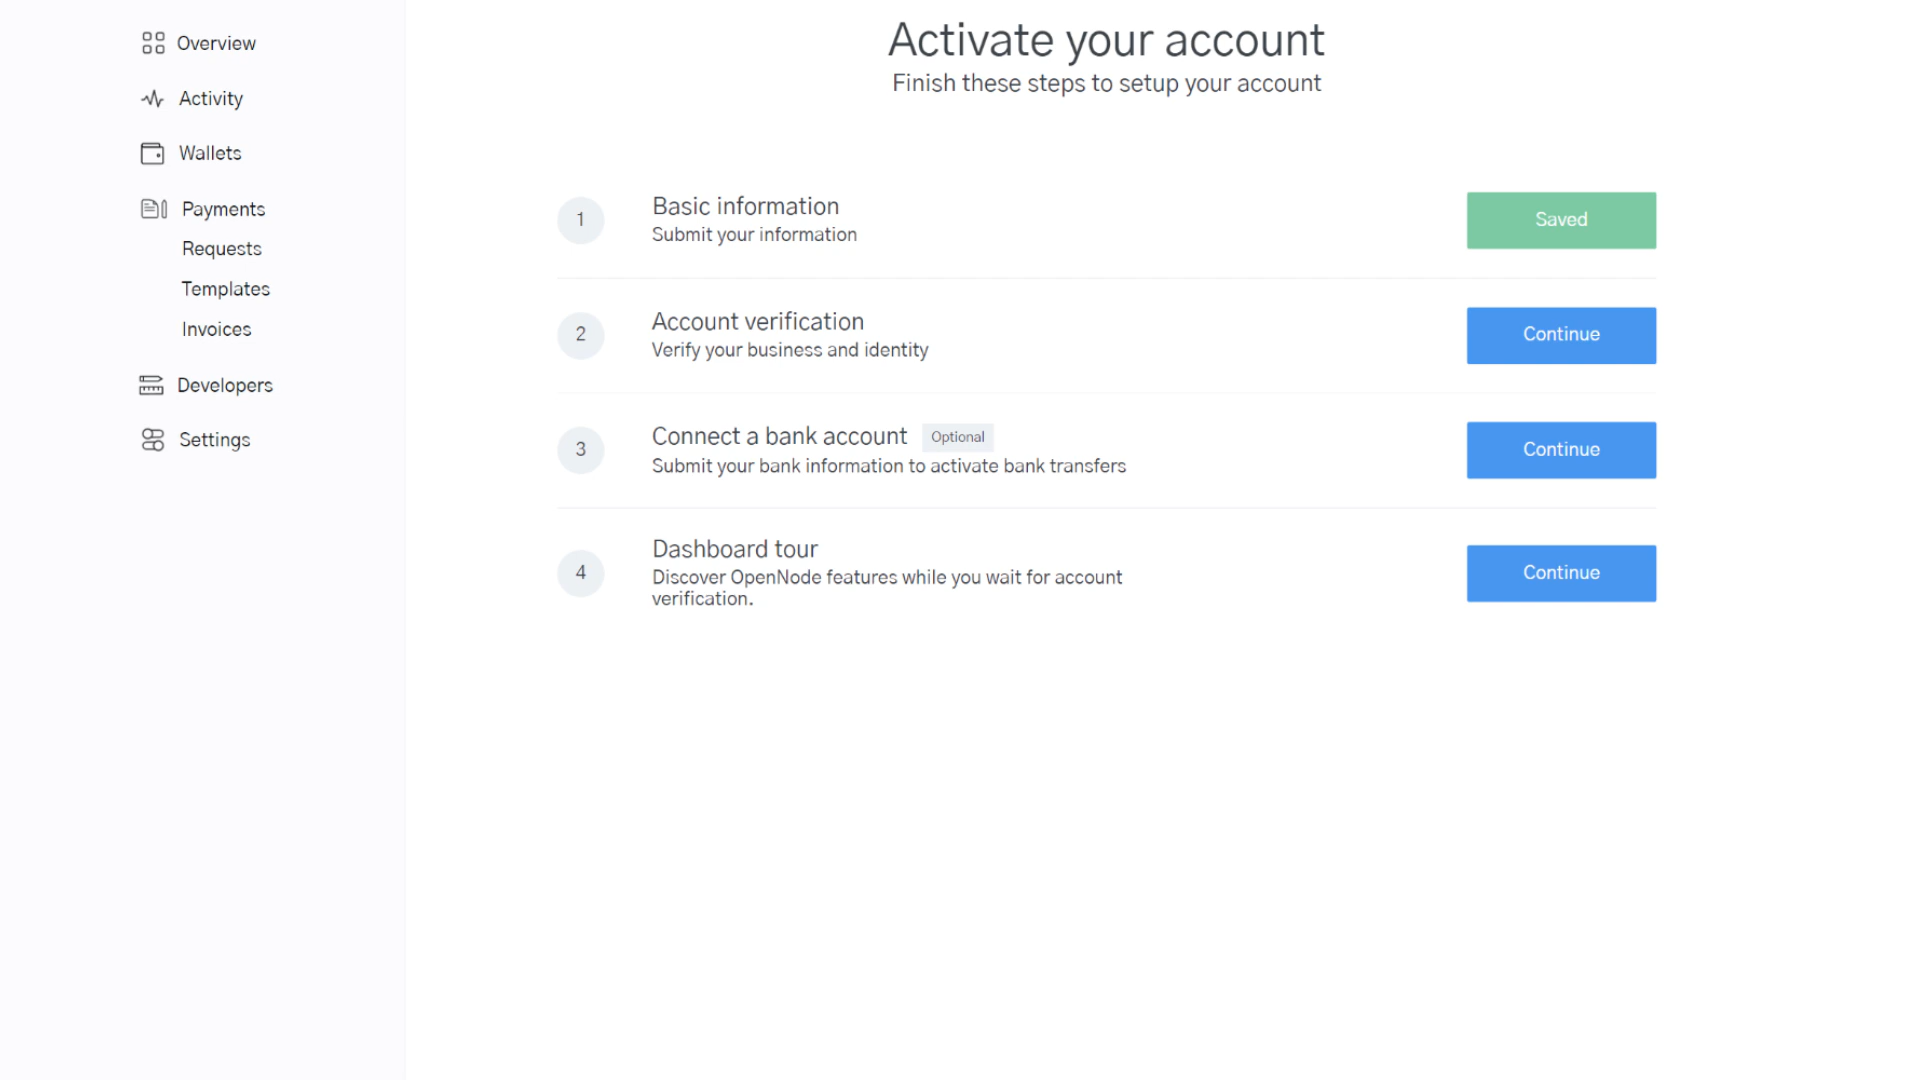 Overview
Activity
Wallets
Payments
Requests
Templates
Invoices
Developers
Settings
Activate your account
Finish these steps to setup your account
1
Basic information
Submit your information
Saved
2
Account verification
Verify your business and identity
Continue
3
Connect a bank account Optional
Submit your bank information to activate bank transfers
Continue
4
Dashboard tour
Discover OpenNode features while you wait for account
verification.
Continue